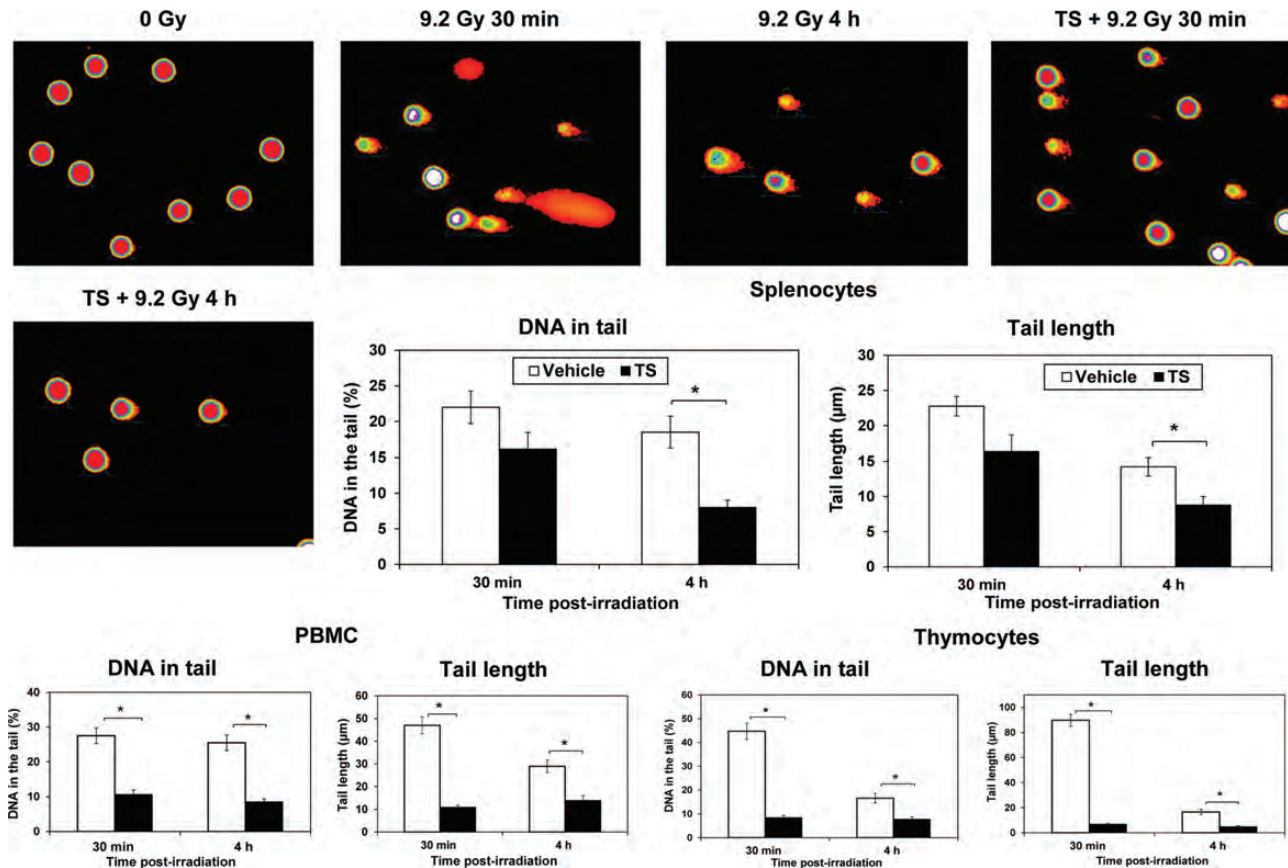 0 Gy
9.2 Gy 30 min
9.2 Gy 4 h
TS + 9.2 Gy 30 min
TS + 9.2 Gy 4 h
Splenocytes
DNA in tail
DNA in the tail (%)
30
25
20
15
10
5
0
Vehicle
TS
*
30 min
4 h
Time post-irradiation
Tail length
Tail length (µm)
30
25
20
15
10
5
0
Vehicle
TS
*
30 min
4 h
Time post-irradiation
PBMC
DNA in tail
DNA in the tail (%)
40
30
20
10
0
*
*
30 min
4 h
Time post-irradiation
Tail length
Tail length (µm)
60
50
40
30
20
10
0
*
*
30 min
4 h
Time post-irradiation
Thymocytes
DNA in tail
DNA in the tail (%)
60
50
40
30
20
10
0
*
*
30 min
4 h
Time post-irradiation
Tail length
Tail length (µm)
100
80
60
40
20
0
*
*
30 min
4 h
Time post-irradiation